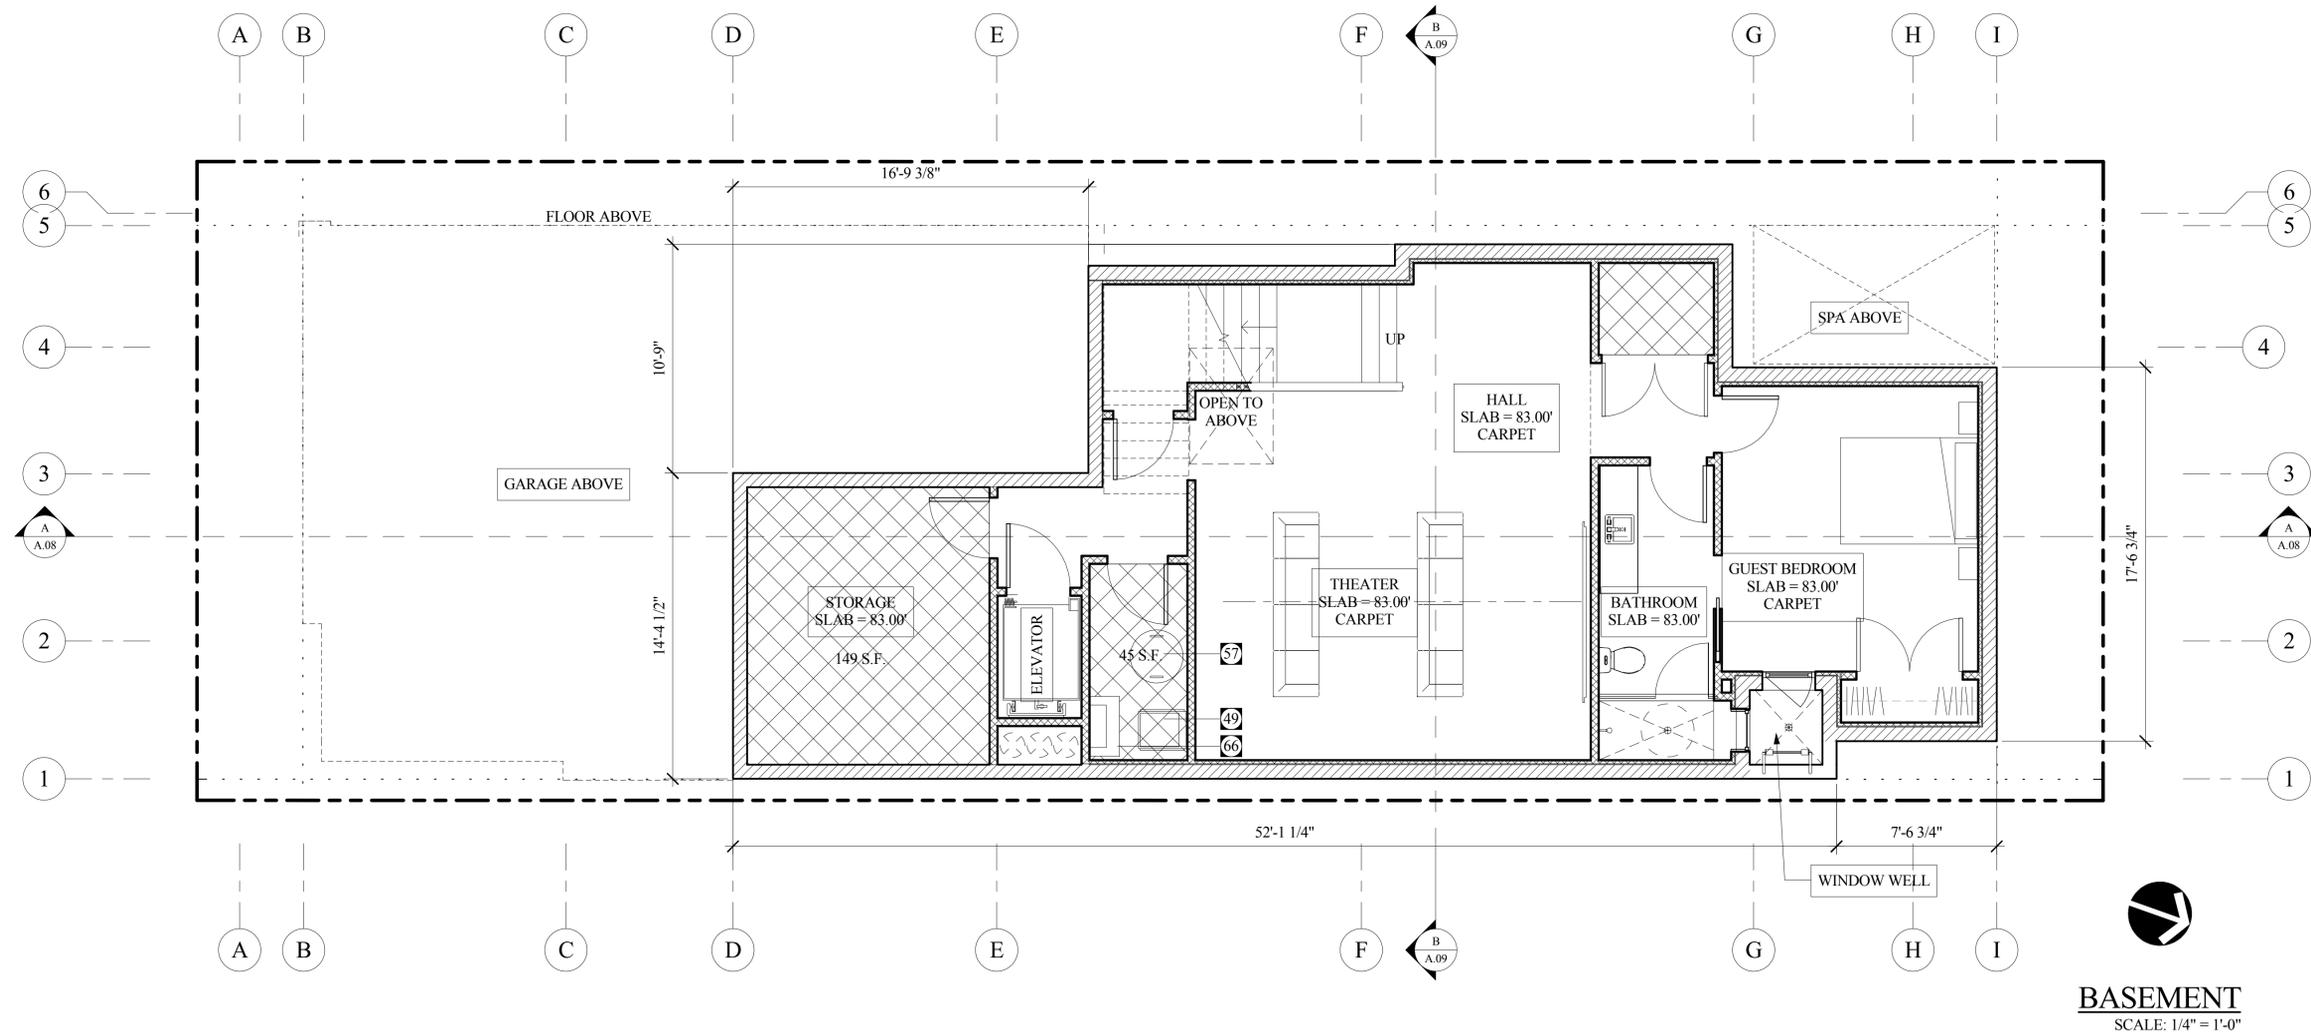 A B C D E F B A.09 G H I
16'-9 3/8"
6 6
5 FLOOR ABOVE 5
4 10'-9" UP SPA ABOVE 4
OPEN TO
ABOVE
HALL
SLAB = 83.00'
CARPET
3 GARAGE ABOVE 3
A
A.08
A
A.08
17'-6 3/4"
STORAGE
SLAB = 83.00'
149 S.F.
14'-4 1/2"
ELEVATOR
45 S.F.
57
49
66
THEATER
SLAB = 83.00'
CARPET
BATHROOM
SLAB = 83.00'
GUEST BEDROOM
SLAB = 83.00'
CARPET
2 2
1 1
52'-1 1/4" 7'-6 3/4"
WINDOW WELL
A B C D E F B A.09 G H I
BASEMENT
SCALE: 1/4" = 1'-0"